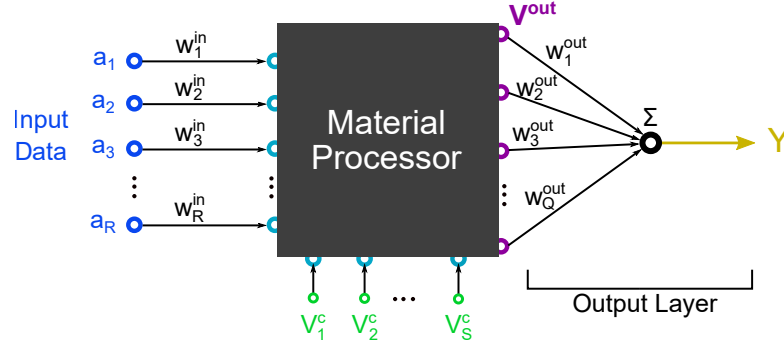 V^out
a_1 w_1^in w_1^out
a_2 w_2^in w_2^out
Input Data
Material Processor
Σ
Y
a_3 w_3^in w_3^out
...
a_R w_R^in w_Q^out
V_1^c V_2^c ... V_S^c
Output Layer